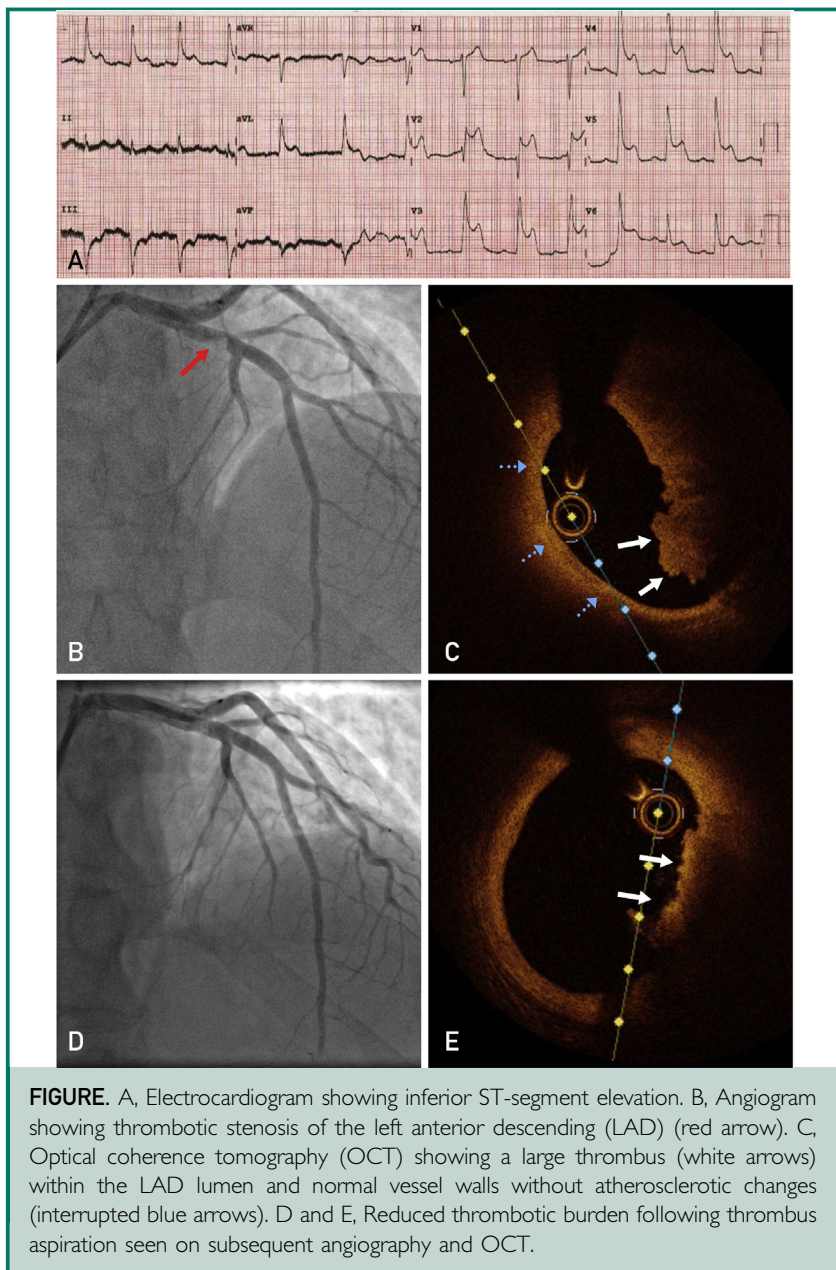 aVR V1 V4
II aVL V2 V5
III aVF V3 V6
A
B
C
D
E
FIGURE. A, Electrocardiogram showing inferior ST-segment elevation. B, Angiogram
showing thrombotic stenosis of the left anterior descending (LAD) (red arrow). C,
Optical coherence tomography (OCT) showing a large thrombus (white arrows)
within the LAD lumen and normal vessel walls without atherosclerotic changes
(interrupted blue arrows). D and E, Reduced thrombotic burden following thrombus
aspiration seen on subsequent angiography and OCT.